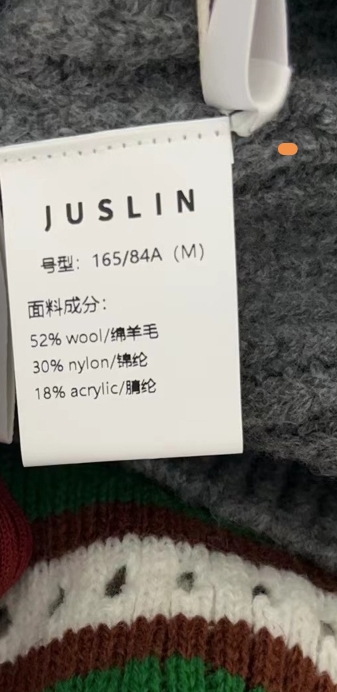 JUSLIN
号型：165/84A（M）
面料成分：
52% wool/绵羊毛
30% nylon/锦纶
18% acrylic/腈纶